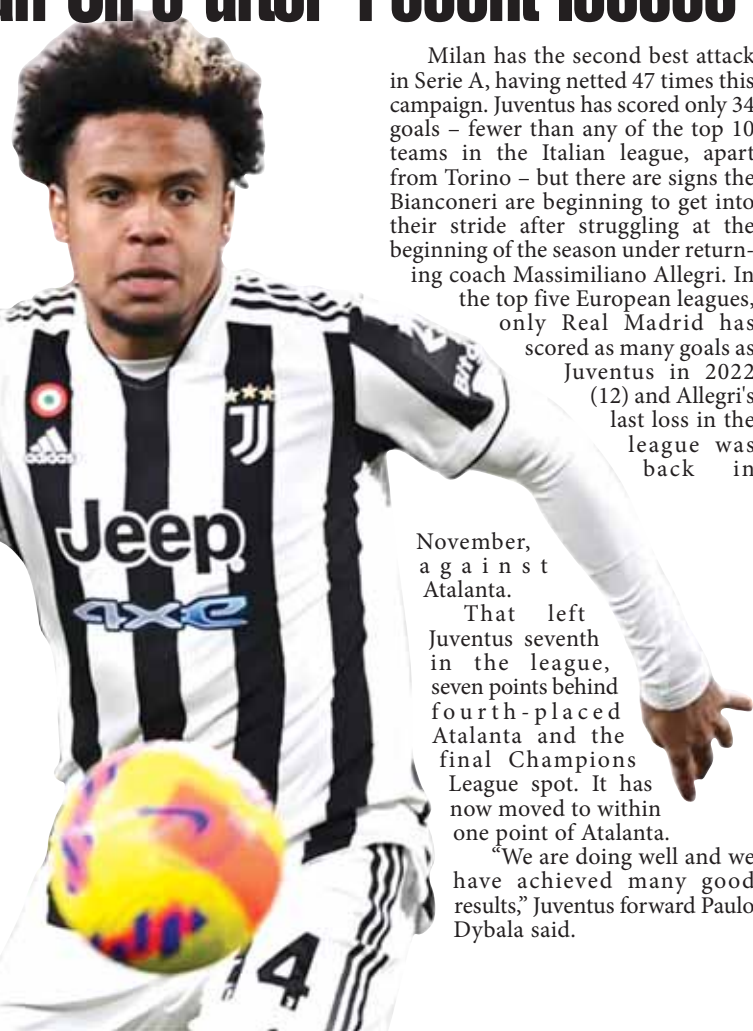 Milan has the second best attack
in Serie A, having netted 47 times this
campaign. Juventus has scored only 34
goals – fewer than any of the top 10
teams in the Italian league, apart
from Torino – but there are signs the
Bianconeri are beginning to get into
their stride after struggling at the
beginning of the season under return-
ing coach Massimiliano Allegri. In
the top five European leagues,
only Real Madrid has
scored as many goals as
Juventus in 2022
(12) and Allegri's
last loss in the
league was
back in
November,
against
Atalanta.
That left
Juventus seventh
in the league,
seven points behind
fourth-placed
Atalanta and the
final Champions
League spot. It has
now moved to within
one point of Atalanta.
“We are doing well and we
have achieved many good
results,” Juventus forward Paulo
Dybala said.
adidas
Jeep
4xe
4